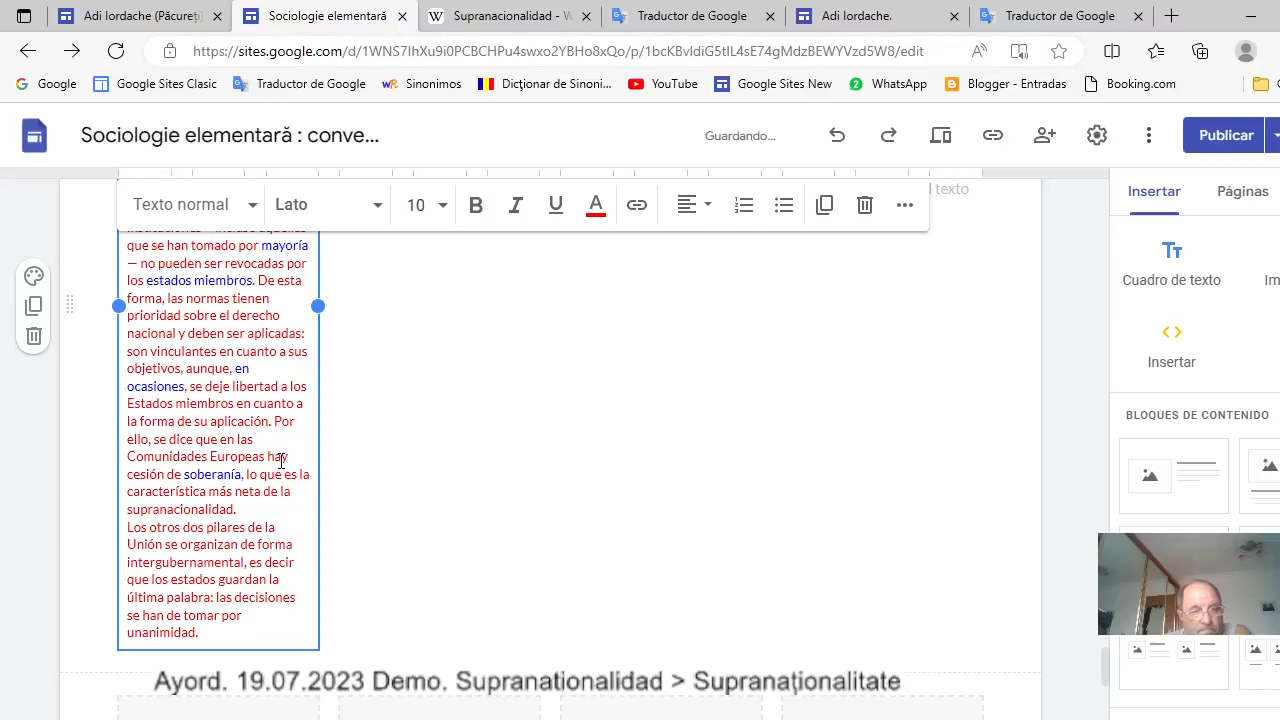 Adi Iordache (Păcureți
Sociologie elementară
Supranacionalidad - W
Traductor de Google
Adi Iordache.
Traductor de Google
https://sites.google.com/d/1WNS7IhXu9i0PCBCHPu4swxo2YBHo8xQo/p/1bcKBvldiG5tIL4sE74gMdzBEWYVzd5W8/edit
Google
Google Sites Clasic
Traductor de Google
Sinonimos
Dicţionar de Sinoni...
YouTube
Google Sites New
WhatsApp
Blogger - Entradas
Booking.com
Sociologie elementară : conve...
Guardando...
Publicar
Texto normal
Lato
10
texto
Insertar
Páginas
que se han tomado por mayoría
— no pueden ser revocadas por
los estados miembros. De esta
forma, las normas tienen
prioridad sobre el derecho
nacional y deben ser aplicadas:
son vinculantes en cuanto a sus
objetivos, aunque, en
ocasiones, se deje libertad a los
Estados miembros en cuanto a
la forma de su aplicación. Por
ello, se dice que en las
Comunidades Europeas hay
cesión de soberanía, lo que es la
característica más neta de la
supranacionalidad.
Los otros dos pilares de la
Unión se organizan de forma
intergubernamental, es decir
que los estados guardan la
última palabra: las decisiones
se han de tomar por
unanimidad.
Cuadro de texto
Im
Insertar
BLOQUES DE CONTENIDO
Ayord. 19.07.2023 Demo. Supranationalidad > Supranaționalitate